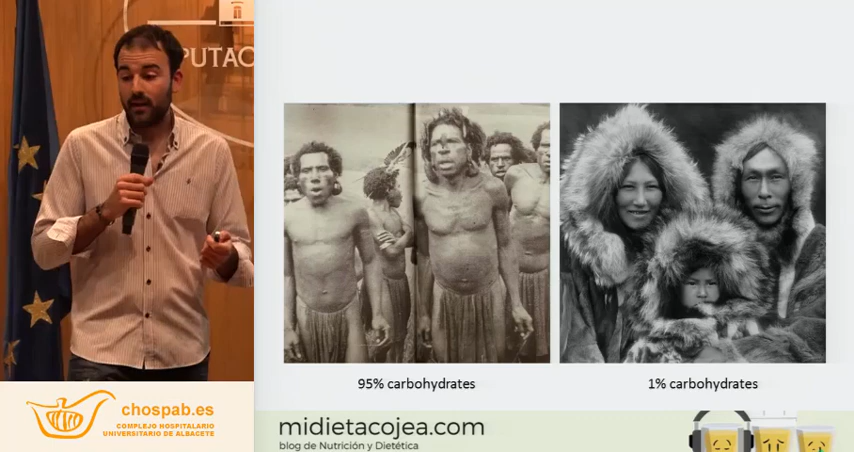 PUTAC
95% carbohydrates
1% carbohydrates
chospab.es
COMPLEJO HOSPITALARIO
UNIVERSITARIO DE ALBACETE
midietacojea.com
blog de Nutrición y Dietética